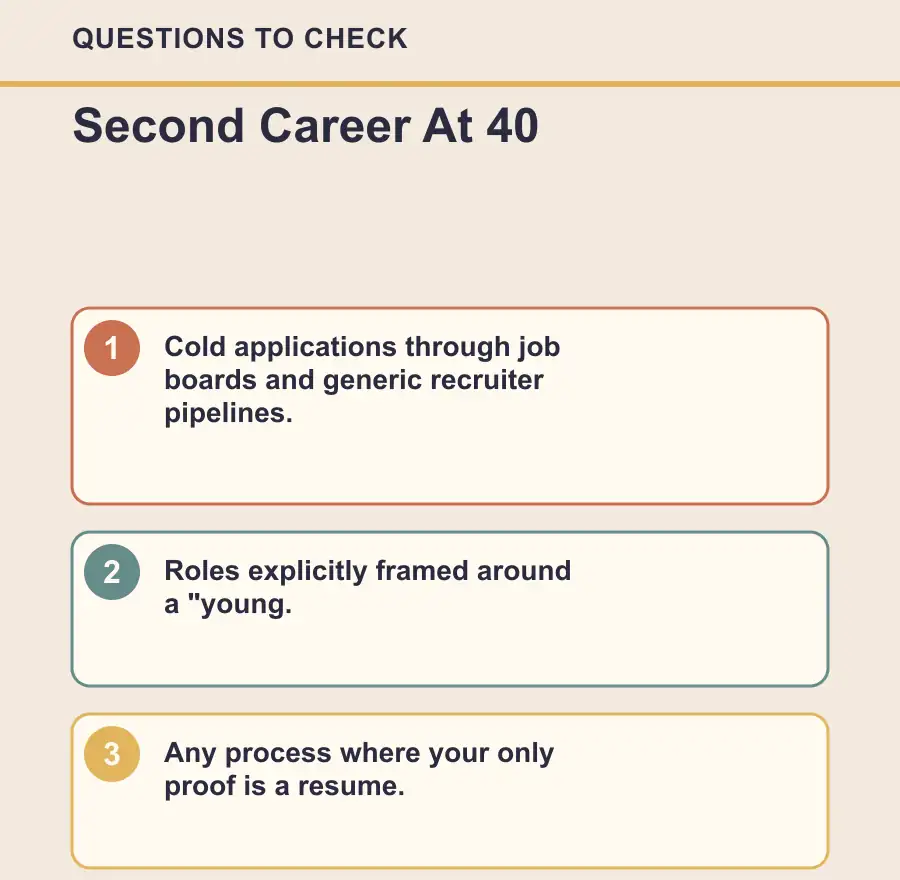 QUESTIONS TO CHECK
Second Career At 40
1
Cold applications through job
boards and generic recruiter
pipelines.
2
Roles explicitly framed around
a "young.
3
Any process where your only
proof is a resume.